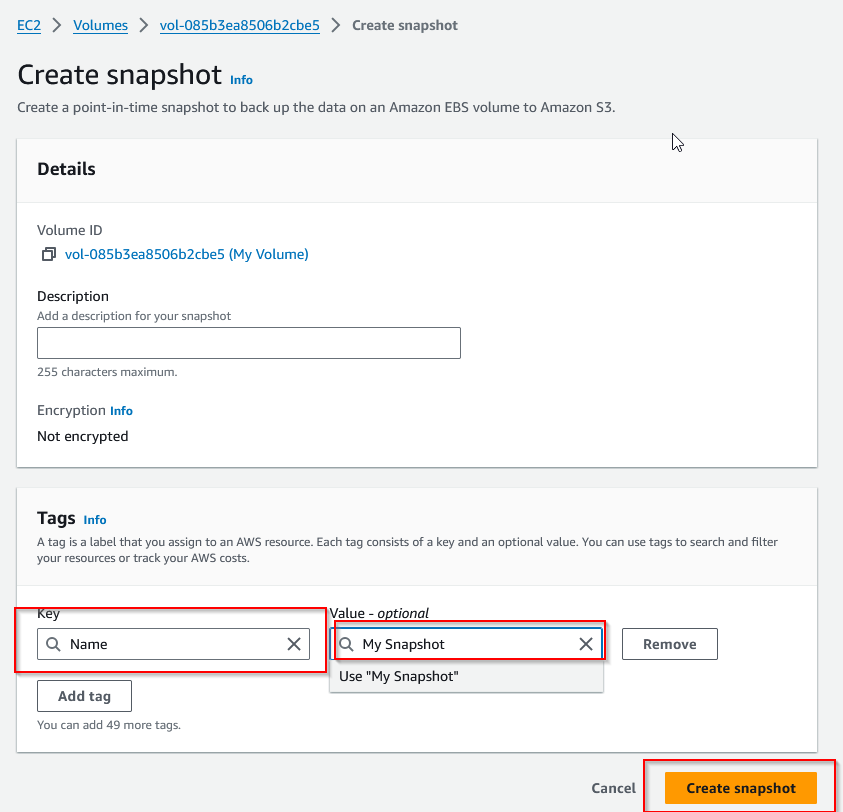 EC2 > Volumes > vol-085b3ea8506b2cbe5 > Create snapshot
Create snapshot Info
Create a point-in-time snapshot to back up the data on an Amazon EBS volume to Amazon S3.
Details
Volume ID
vol-085b3ea8506b2cbe5 (My Volume)
Description
Add a description for your snapshot
255 characters maximum.
Encryption Info
Not encrypted
Tags Info
A tag is a label that you assign to an AWS resource. Each tag consists of a key and an optional value. You can use tags to search and filter
your resources or track your AWS costs.
Key Value - optional
Name My Snapshot Remove
Use "My Snapshot"
Add tag
You can add 49 more tags.
Cancel Create snapshot